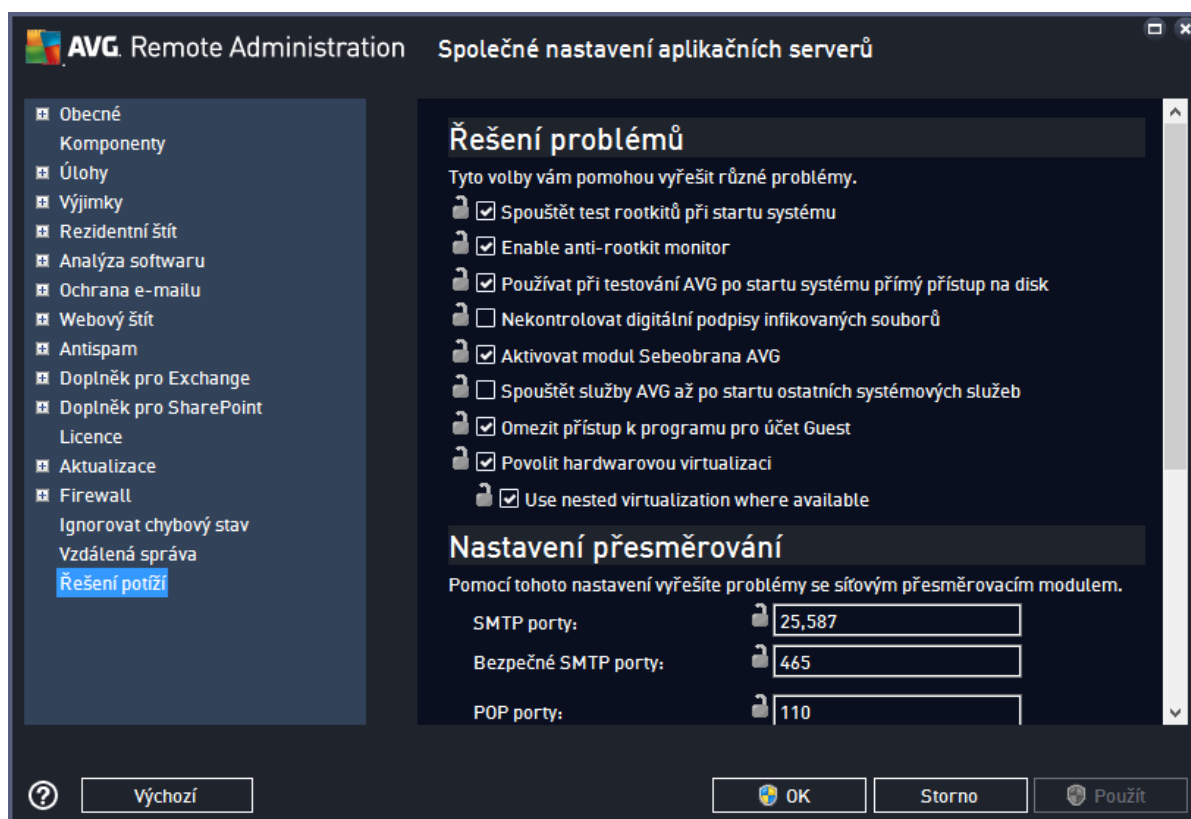 AVG. Remote Administration
Společné nastavení aplikačních serverů
Obecné
Komponenty
Úlohy
Výjimky
Rezidentní štít
Analýza softwaru
Ochrana e-mailu
Webový štít
Antispam
Doplněk pro Exchange
Doplněk pro SharePoint
Licence
Aktualizace
Firewall
Ignorovat chybový stav
Vzdálená správa
Řešení potíží
Řešení problémů
Tyto volby vám pomohou vyřešit různé problémy.
Spouštět test rootkitů při startu systému
Enable anti-rootkit monitor
Používat při testování AVG po startu systému přímý přístup na disk
Nekontrolovat digitální podpisy infikovaných souborů
Aktivovat modul Sebeobrana AVG
Spouštět služby AVG až po startu ostatních systémových služeb
Omezit přístup k programu pro účet Guest
Povolit hardwarovou virtualizaci
Use nested virtualization where available
Nastavení přesměrování
Pomocí tohoto nastavení vyřešíte problémy se síťovým přesměrovacím modulem.
SMTP porty: 25,587
Bezpečné SMTP porty: 465
POP porty: 110
? Výchozí OK Storno Použít